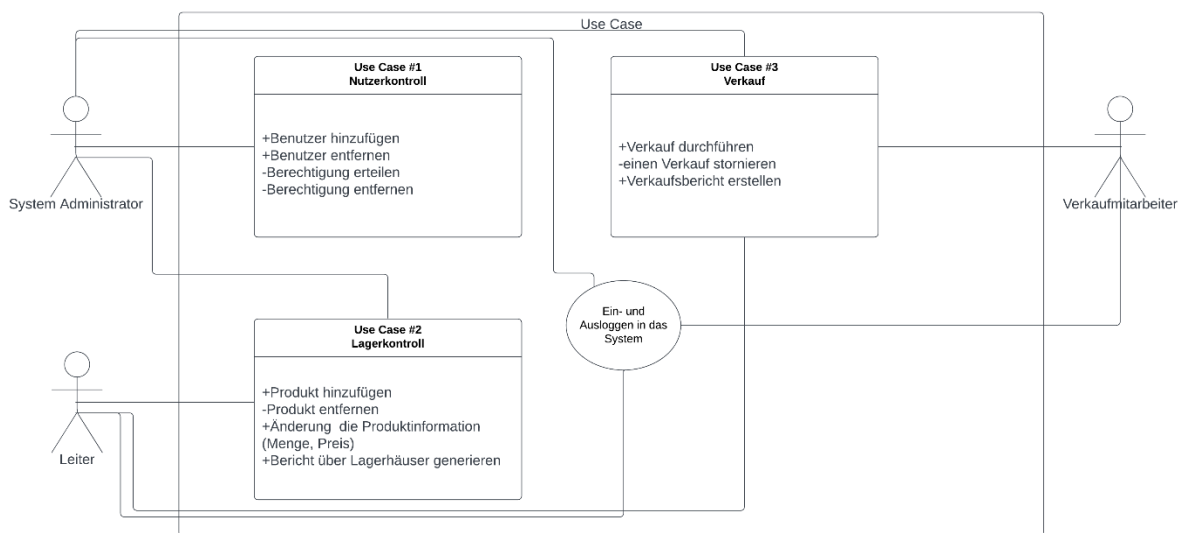 Use Case
Use Case #1
Nutzerkontroll
+Benutzer hinzufügen
+Benutzer entfernen
-Berechtigung erteilen
-Berechtigung entfernen
Use Case #3
Verkauf
+Verkauf durchführen
-einen Verkauf stornieren
+Verkaufsbericht erstellen
System Administrator
Verkaufmitarbeiter
Ein- und
Ausloggen in das
System
Use Case #2
Lagerkontroll
+Produkt hinzufügen
-Produkt entfernen
+Änderung  die Produktinformation
(Menge, Preis)
+Bericht über Lagerhäuser generieren
Leiter